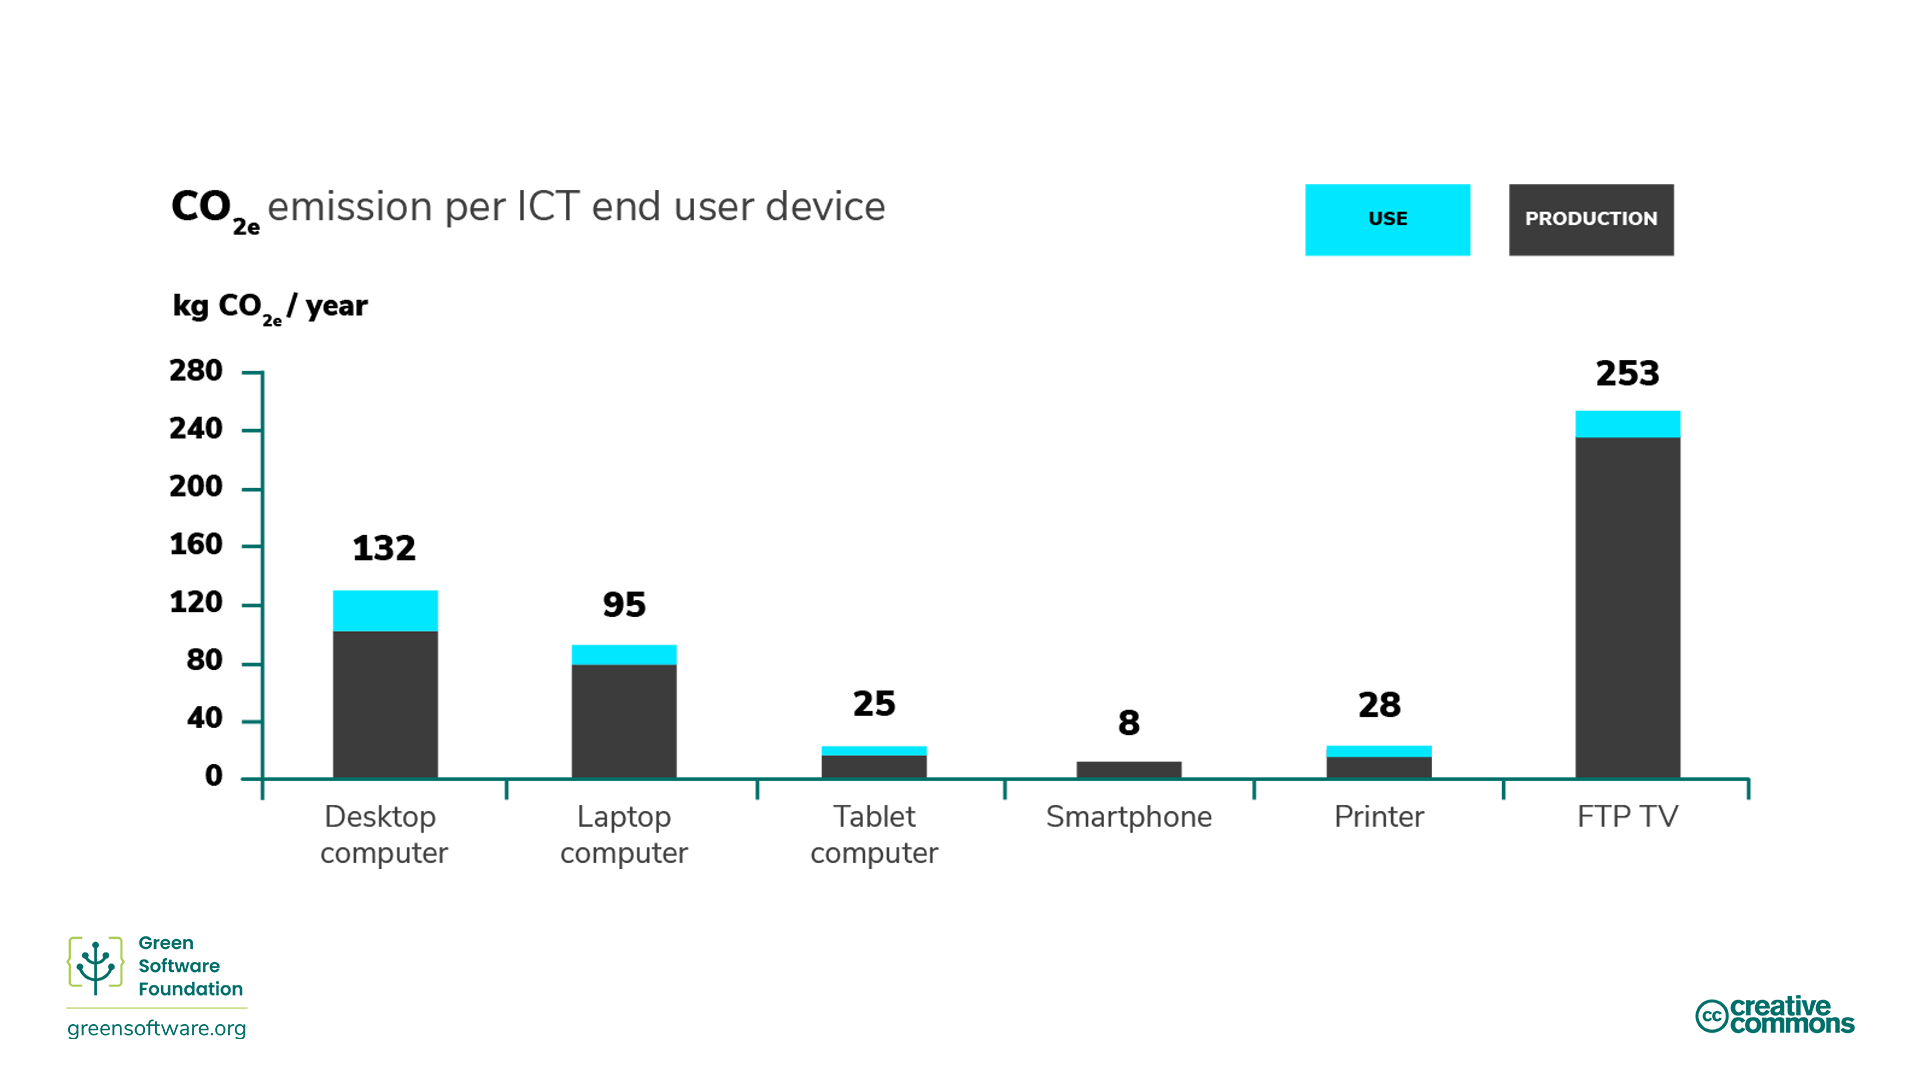 CO2e emission per ICT end user device
USE
PRODUCTION
kg CO2e / year
280
240
200
160
120
80
40
0
132
95
25
8
28
253
Desktop
computer
Laptop
computer
Tablet
computer
Smartphone
Printer
FTP TV
Green
Software
Foundation
greensoftware.org
cc creative
commons